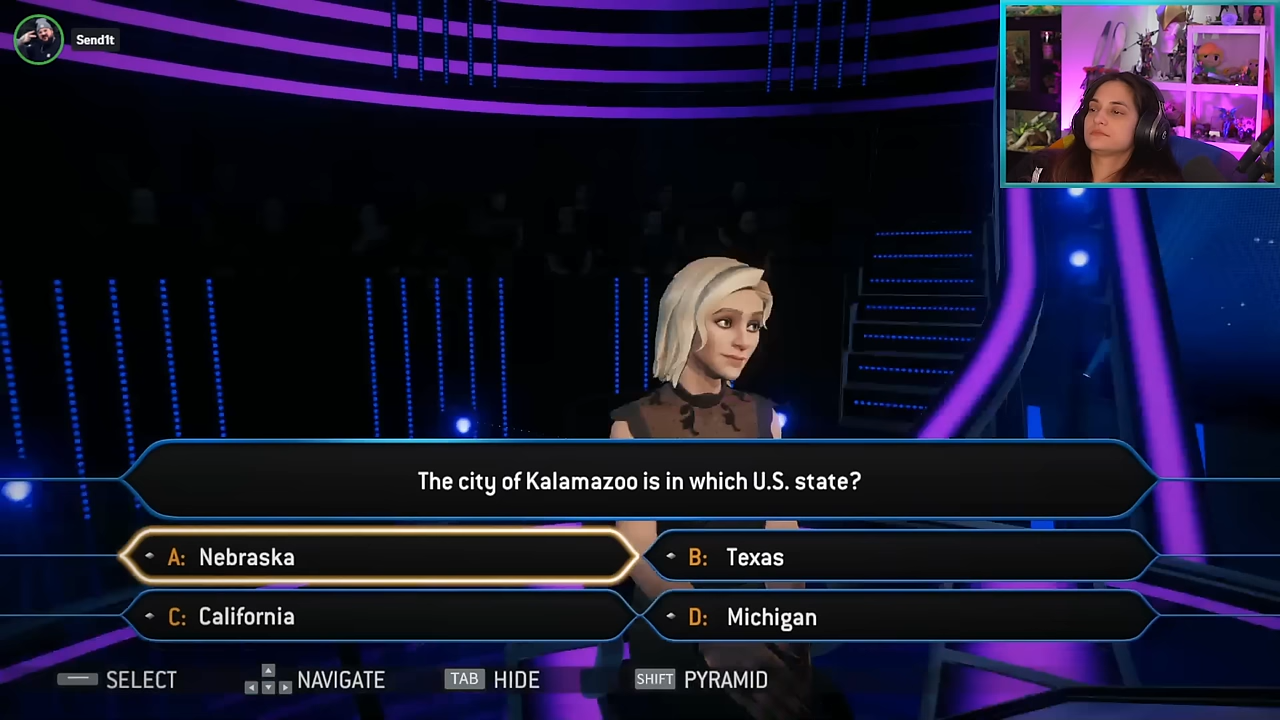 Send1t
The city of Kalamazoo is in which U.S. state?
A: Nebraska
B: Texas
C: California
D: Michigan
SELECT
NAVIGATE
TAB HIDE
SHIFT PYRAMID